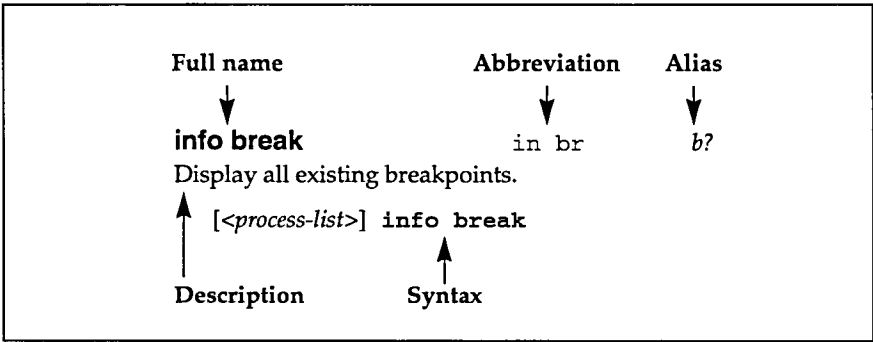 Full name Abbreviation Alias
info break in br b?
Display all existing breakpoints.
[<process-list>] info break
Description Syntax